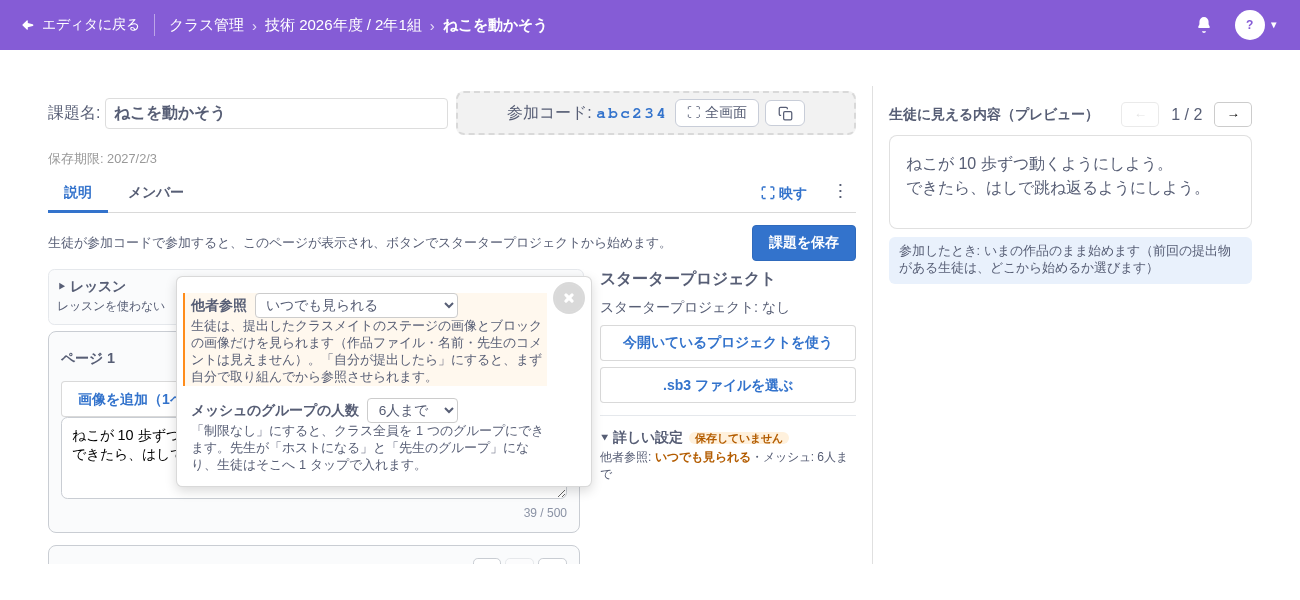 エディタに戻る
クラス管理 › 技術 2026年度 / 2年1組 › ねこを動かそう
?
課題名: ねこを動かそう
参加コード: abc234 全画面
保存期限: 2027/2/3
説明 メンバー
映す
生徒が参加コードで参加すると、このページが表示され、ボタンでスタータープロジェクトから始めます。
課題を保存
レッスン
レッスンを使わない
ページ 1
画像を追加（1ペ
ねこが 10 歩ずつ
できたら、はしで
39 / 500
他者参照 いつでも見られる
生徒は、提出したクラスメイトのステージの画像とブロック
の画像だけを見られます（作品ファイル・名前・先生のコメ
ントは見えません）。「自分が提出したら」にすると、まず
自分で取り組んでから参照させられます。
メッシュのグループの人数 6人まで
「制限なし」にすると、クラス全員を 1 つのグループにでき
ます。先生が「ホストになる」と「先生のグループ」にな
り、生徒はそこへ 1 タップで入れます。
スタータープロジェクト
スタータープロジェクト: なし
今開いているプロジェクトを使う
.sb3 ファイルを選ぶ
詳しい設定 保存していません
他者参照: いつでも見られる・メッシュ: 6人ま
で
生徒に見える内容（プレビュー）
← 1 / 2 →
ねこが 10 歩ずつ動くようにしよう。
できたら、はしで跳ね返るようにしよう。
参加したとき: いまの作品のまま始めます（前回の提出物
がある生徒は、どこから始めるか選びます）